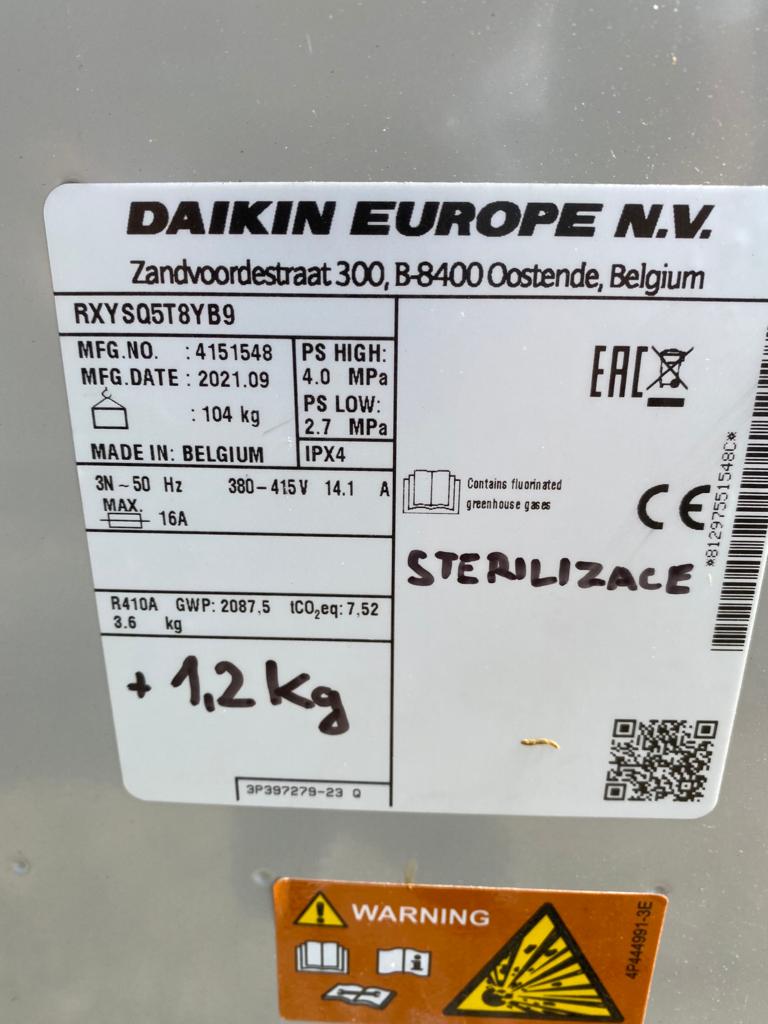 DAIKIN EUROPE N.V.
Zandvoordestraat 300, B-8400 Oostende, Belgium
RXYSQ5T8YB9
MFG.NO. : 4151548
MFG.DATE : 2021.09
: 104 kg
MADE IN: BELGIUM
PS HIGH:
4.0 MPa
PS LOW:
2.7 MPa
IPX4
3N~50 Hz 380-415V 14.1 A
MAX.
16A
R410A GWP: 2087,5 tCO₂eq: 7,52
3.6 kg
+ 1,2 Kg
3P397279-23 Q
EAC
Contains fluorinated
greenhouse gases
CE
STERILIZACE
*81297551548C*
WARNING
4P444991-3E